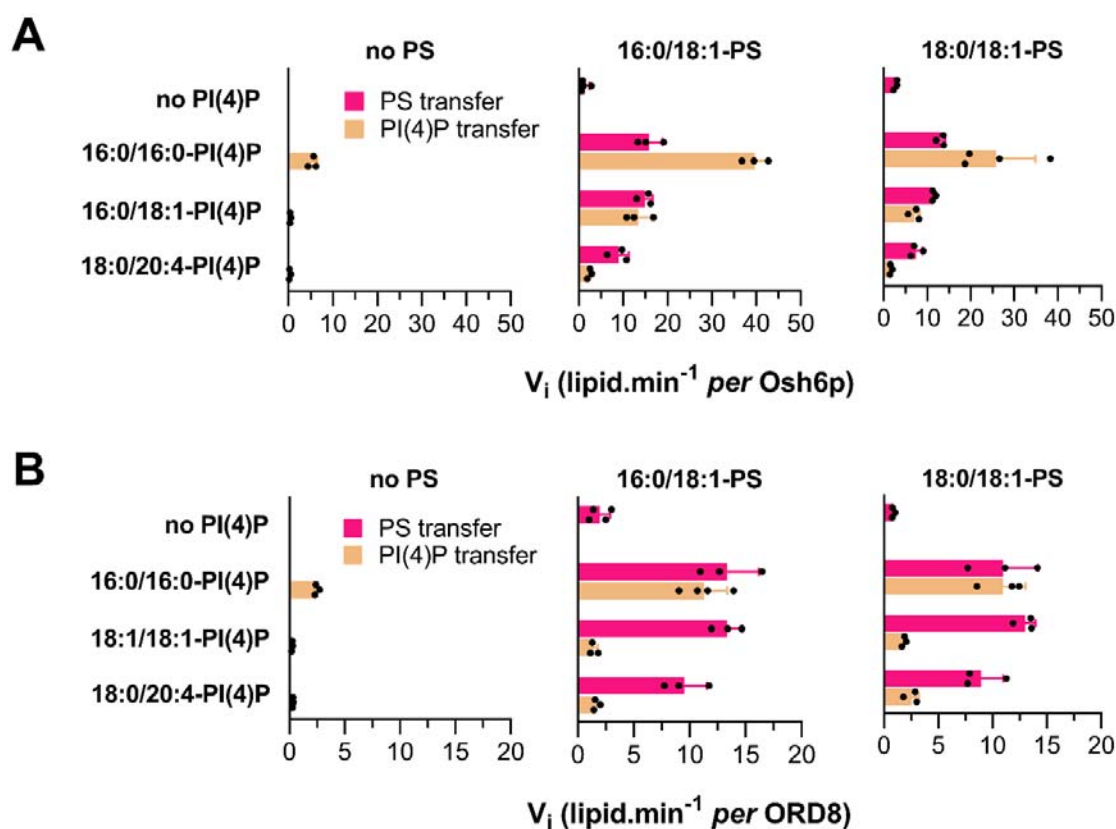 A
no PS
16:0/18:1-PS
18:0/18:1-PS
no PI(4)P
16:0/16:0-PI(4)P
16:0/18:1-PI(4)P
18:0/20:4-PI(4)P
PS transfer
PI(4)P transfer
0 10 20 30 40 50
0 10 20 30 40 50
0 10 20 30 40 50
Vi (lipid.min-1 per Osh6p)
B
no PS
16:0/18:1-PS
18:0/18:1-PS
no PI(4)P
16:0/16:0-PI(4)P
18:1/18:1-PI(4)P
18:0/20:4-PI(4)P
PS transfer
PI(4)P transfer
0 5 10 15 20
0 5 10 15 20
0 5 10 15 20
Vi (lipid.min-1 per ORD8)